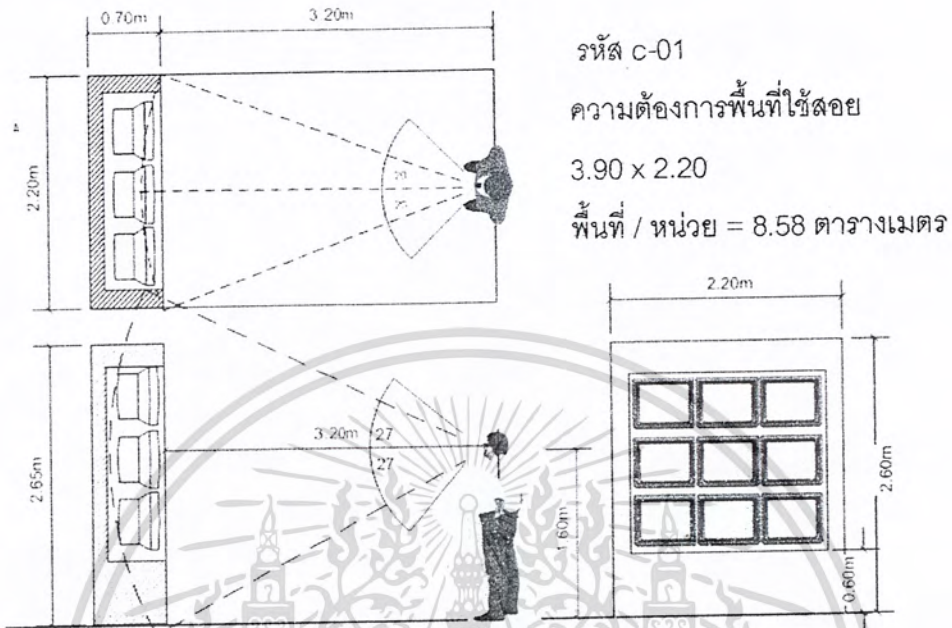 0.70m
3.20m
รหัส c-01
ความต้องการพื้นที่ใช้สอย
3.90 x 2.20
พื้นที่ / หน่วย = 8.58 ตารางเมตร
2.20m
2.20m
3.20m
27
27
2.65m
1.60m
2.60m
0.60m